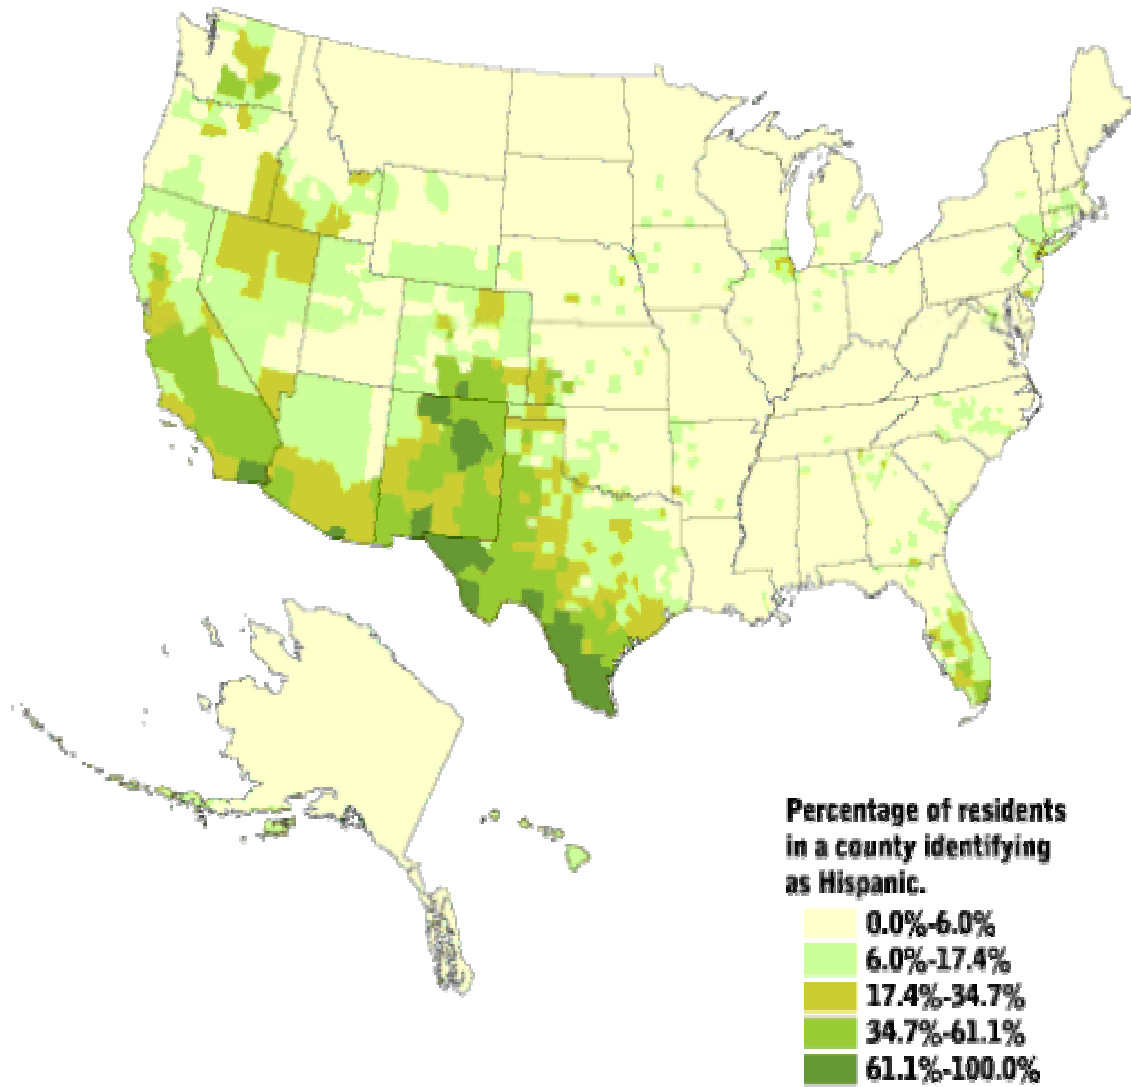 Percentage of residents
in a county identifying
as Hispanic.
0.0%-6.0%
6.0%-17.4%
17.4%-34.7%
34.7%-61.1%
61.1%-100.0%